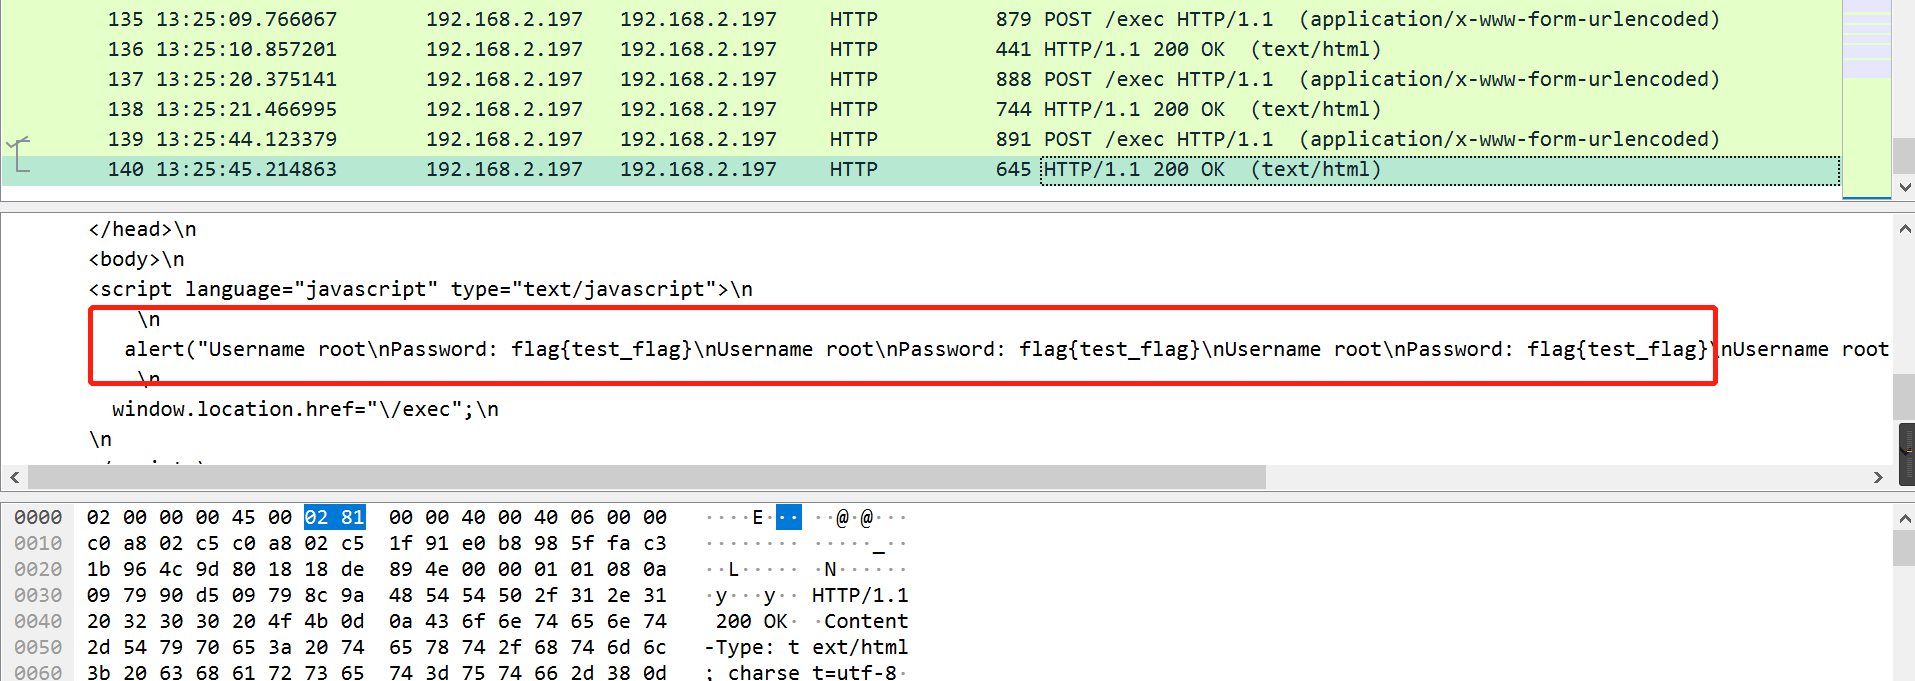 135 13:25:09.766067 192.168.2.197 192.168.2.197 HTTP 879 POST /exec HTTP/1.1 (application/x-www-form-urlencoded)
136 13:25:10.857201 192.168.2.197 192.168.2.197 HTTP 441 HTTP/1.1 200 OK (text/html)
137 13:25:20.375141 192.168.2.197 192.168.2.197 HTTP 888 POST /exec HTTP/1.1 (application/x-www-form-urlencoded)
138 13:25:21.466995 192.168.2.197 192.168.2.197 HTTP 744 HTTP/1.1 200 OK (text/html)
139 13:25:44.123379 192.168.2.197 192.168.2.197 HTTP 891 POST /exec HTTP/1.1 (application/x-www-form-urlencoded)
140 13:25:45.214863 192.168.2.197 192.168.2.197 HTTP 645 HTTP/1.1 200 OK (text/html)
</head>\n
<body>\n
<script language="javascript" type="text/javascript">\n
\n
alert("Username root\nPassword: flag{test_flag}\nUsername root\nPassword: flag{test_flag}\nUsername root\nPassword: flag{test_flag}\nUsername root
\n
window.location.href="\/exec";\n
\n
0000 02 00 00 00 45 00 02 81 00 00 40 00 40 06 00 00 ····E··· ··@·@···
0010 c0 a8 02 c5 c0 a8 02 c5 1f 91 e0 b8 98 5f fa c3 ········ ·····_··
0020 1b 96 4c 9d 80 18 18 de 89 4e 00 00 01 01 08 0a ··L····· ·N······
0030 09 79 90 d5 09 79 8c 9a 48 54 54 50 2f 31 2e 31 ·y···y·· HTTP/1.1
0040 20 32 30 30 20 4f 4b 0d 0a 43 6f 6e 74 65 6e 74 200 OK· ·Content
0050 2d 54 79 70 65 3a 20 74 65 78 74 2f 68 74 6d 6c -Type: t ext/html
0060 3b 20 63 68 61 72 73 65 74 3d 75 74 66 2d 38 0d ; charse t=utf-8·